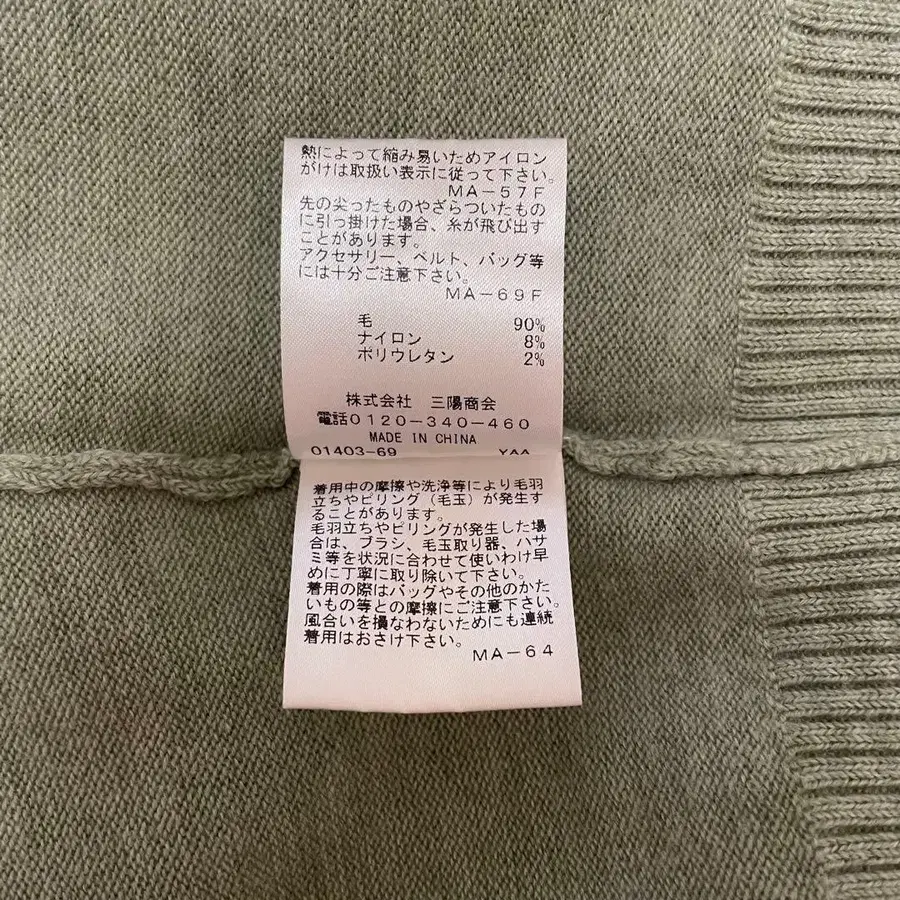 熱によって縮み易いためアイロン
がけは取扱い表示に従って下さい。
MA-57F
先の尖ったものやざらついたもの
に引っ掛けた場合、糸が飛び出す
ことがあります。
アクセサリー、ベルト、バッグ等
には十分ご注意下さい。
MA-69F
毛 90%
ナイロン 8%
ポリウレタン 2%
株式会社 三陽商会
電話0120-340-460
MADE IN CHINA
01403-69 YAA
着用中の摩擦や洗浄等により毛羽
立ちやピリング（毛玉）が発生す
ることがあります。
毛羽立ちやピリングが発生した場
合は、ブラシ、毛玉取り器、ハサ
ミ等を状況に合わせて使いわけ早
めに丁寧に取り除いて下さい。
着用の際はバッグやその他のかた
いもの等との摩擦にご注意下さい。
風合いを損なわないためにも連続
着用はおさけ下さい。
MA-64